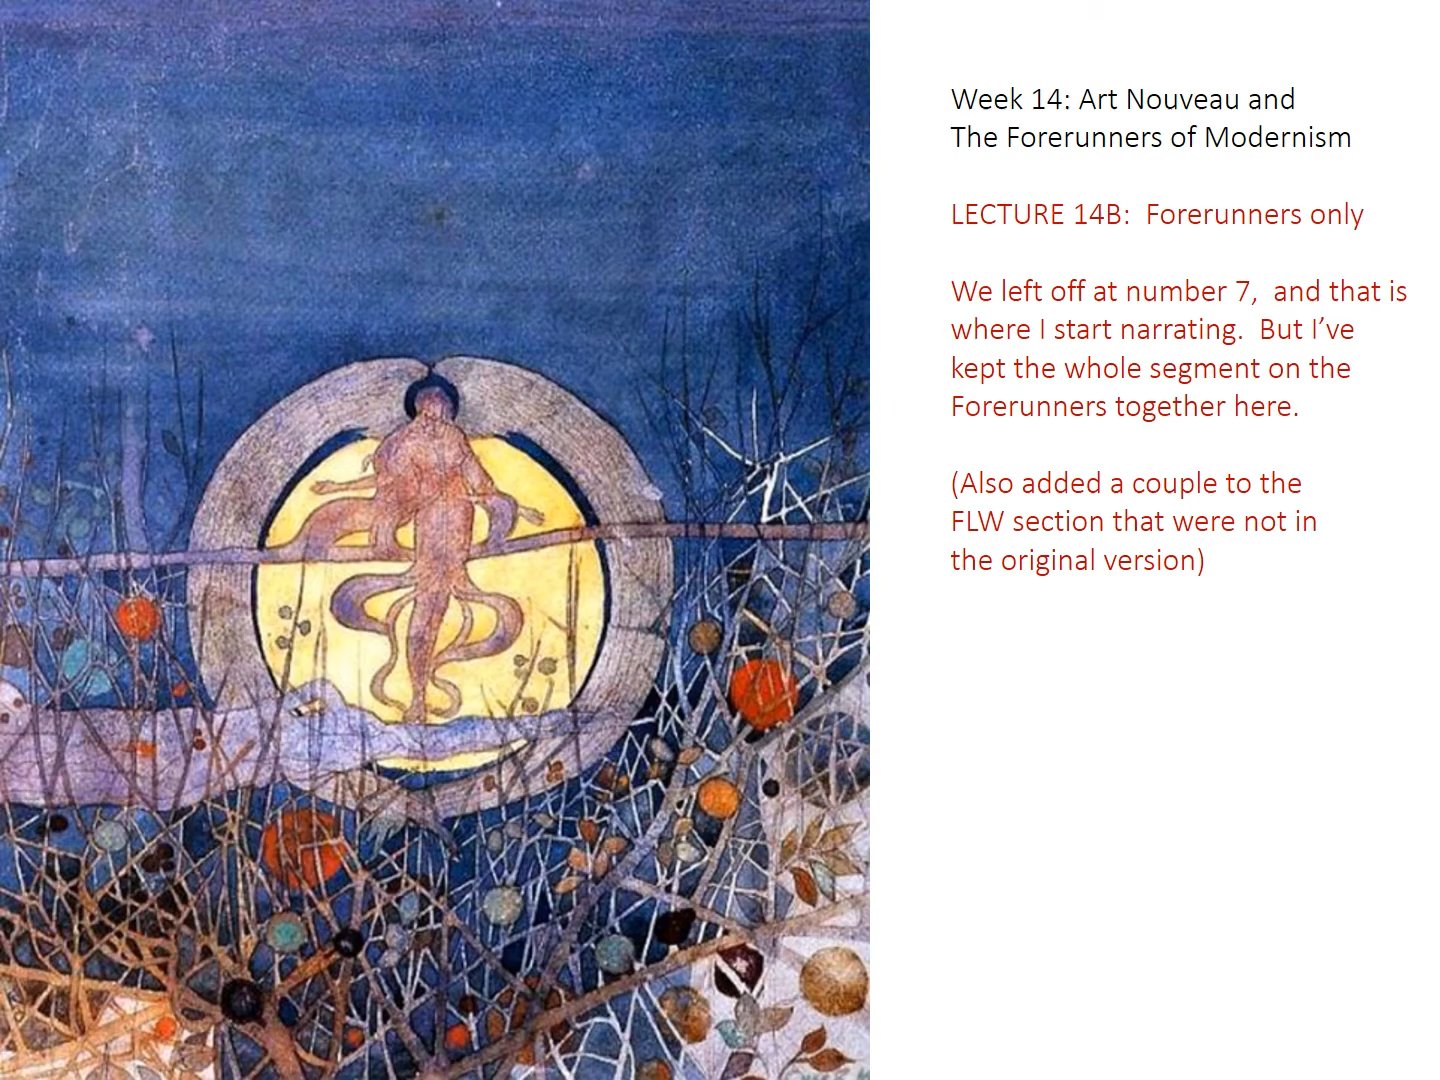 Week 14: Art Nouveau and
The Forerunners of Modernism
LECTURE 14B:  Forerunners only
We left off at number 7,  and that is
where I start narrating.  But I’ve
kept the whole segment on the
Forerunners together here.
(Also added a couple to the
FLW section that were not in
the original version)